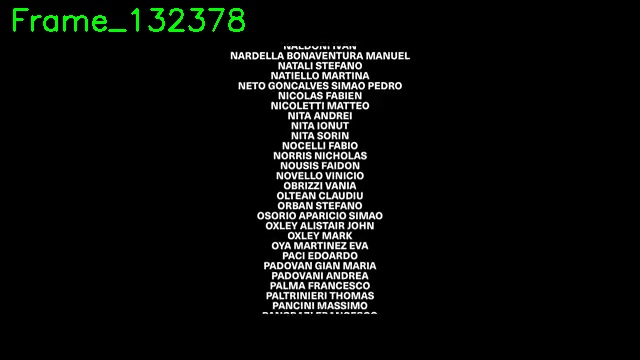 Frame_132378
NALDONI IVAN
NARDELLA BONAVENTURA MANUEL
NATALI STEFANO
NATIELLO MARTINA
NETO GONCALVES SIMAO PEDRO
NICOLAS FABIEN
NICOLETTI MATTEO
NITA ANDREI
NITA IONUT
NITA SORIN
NOCELLI FABIO
NORRIS NICHOLAS
NOUSIS FAIDON
NOVELLO VINICIO
OBRIZZI VANIA
OLTEAN CLAUDIU
ORBAN STEFANO
OSORIO APARICIO SIMAO
OXLEY ALISTAIR JOHN
OXLEY MARK
OYA MARTINEZ EVA
PACI EDOARDO
PADOVAN GIAN MARIA
PADOVANI ANDREA
PALMA FRANCESCO
PALTRINIERI THOMAS
PANCINI MASSIMO